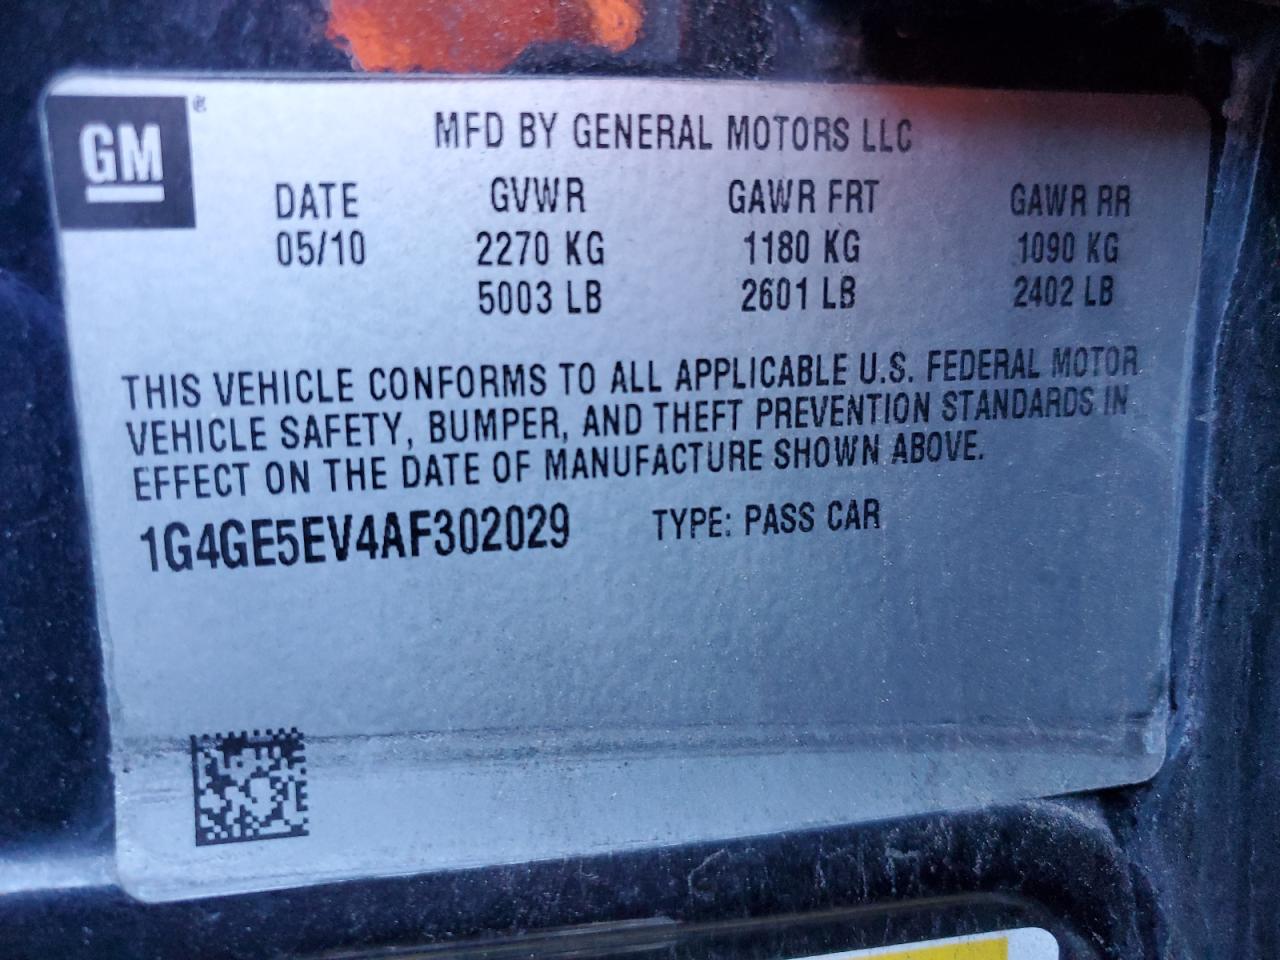 GM®
MFD BY GENERAL MOTORS LLC
DATE GVWR GAWR FRT GAWR RR
05/10 2270 KG 1180 KG 1090 KG
5003 LB 2601 LB 2402 LB
THIS VEHICLE CONFORMS TO ALL APPLICABLE U.S. FEDERAL MOTOR
VEHICLE SAFETY, BUMPER, AND THEFT PREVENTION STANDARDS IN
EFFECT ON THE DATE OF MANUFACTURE SHOWN ABOVE.
1G4GE5EV4AF302029 TYPE: PASS CAR